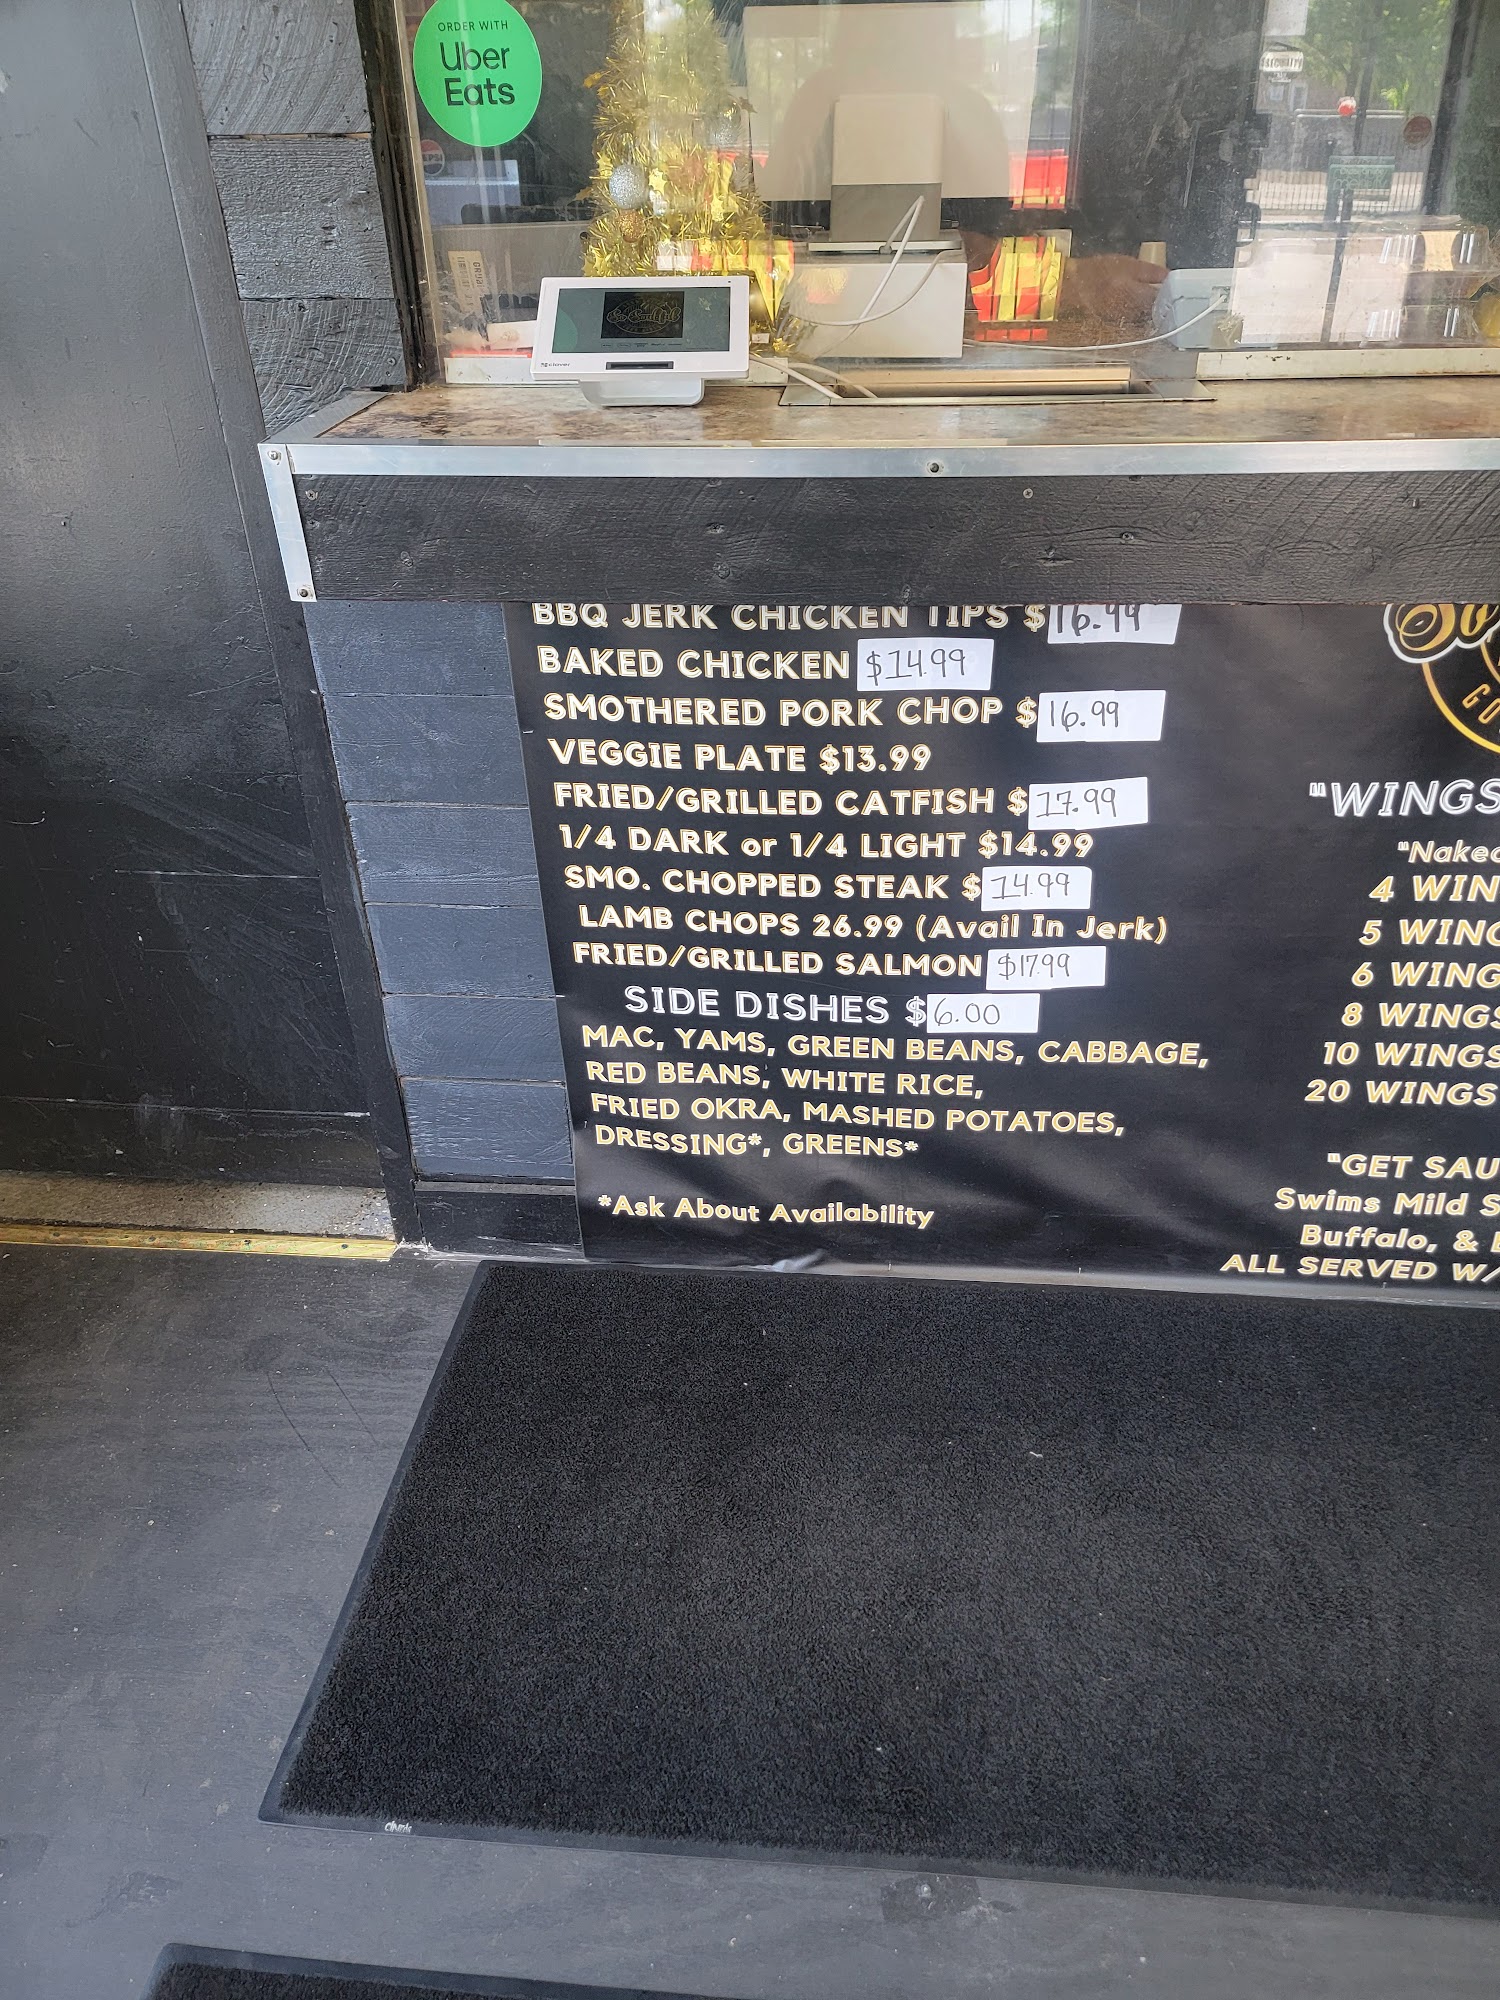 ORDER WITH
Uber
Eats
BBQ JERK CHICKEN TIPS $16.99
BAKED CHICKEN $14.99
SMOTHERED PORK CHOP $16.99
VEGGIE PLATE $13.99
FRIED/GRILLED CATFISH $17.99
1/4 DARK or 1/4 LIGHT $14.99
SMO. CHOPPED STEAK $14.99
LAMB CHOPS 26.99 (Avail In Jerk)
FRIED/GRILLED SALMON $17.99
SIDE DISHES $6.00
MAC, YAMS, GREEN BEANS, CABBAGE,
RED BEANS, WHITE RICE,
FRIED OKRA, MASHED POTATOES,
DRESSING*, GREENS*
*Ask About Availability
"WINGS
"Naked
4 WIN
5 WING
6 WING
8 WINGS
10 WINGS
20 WINGS
"GET SAU
Swims Mild S
Buffalo, &
ALL SERVED W/